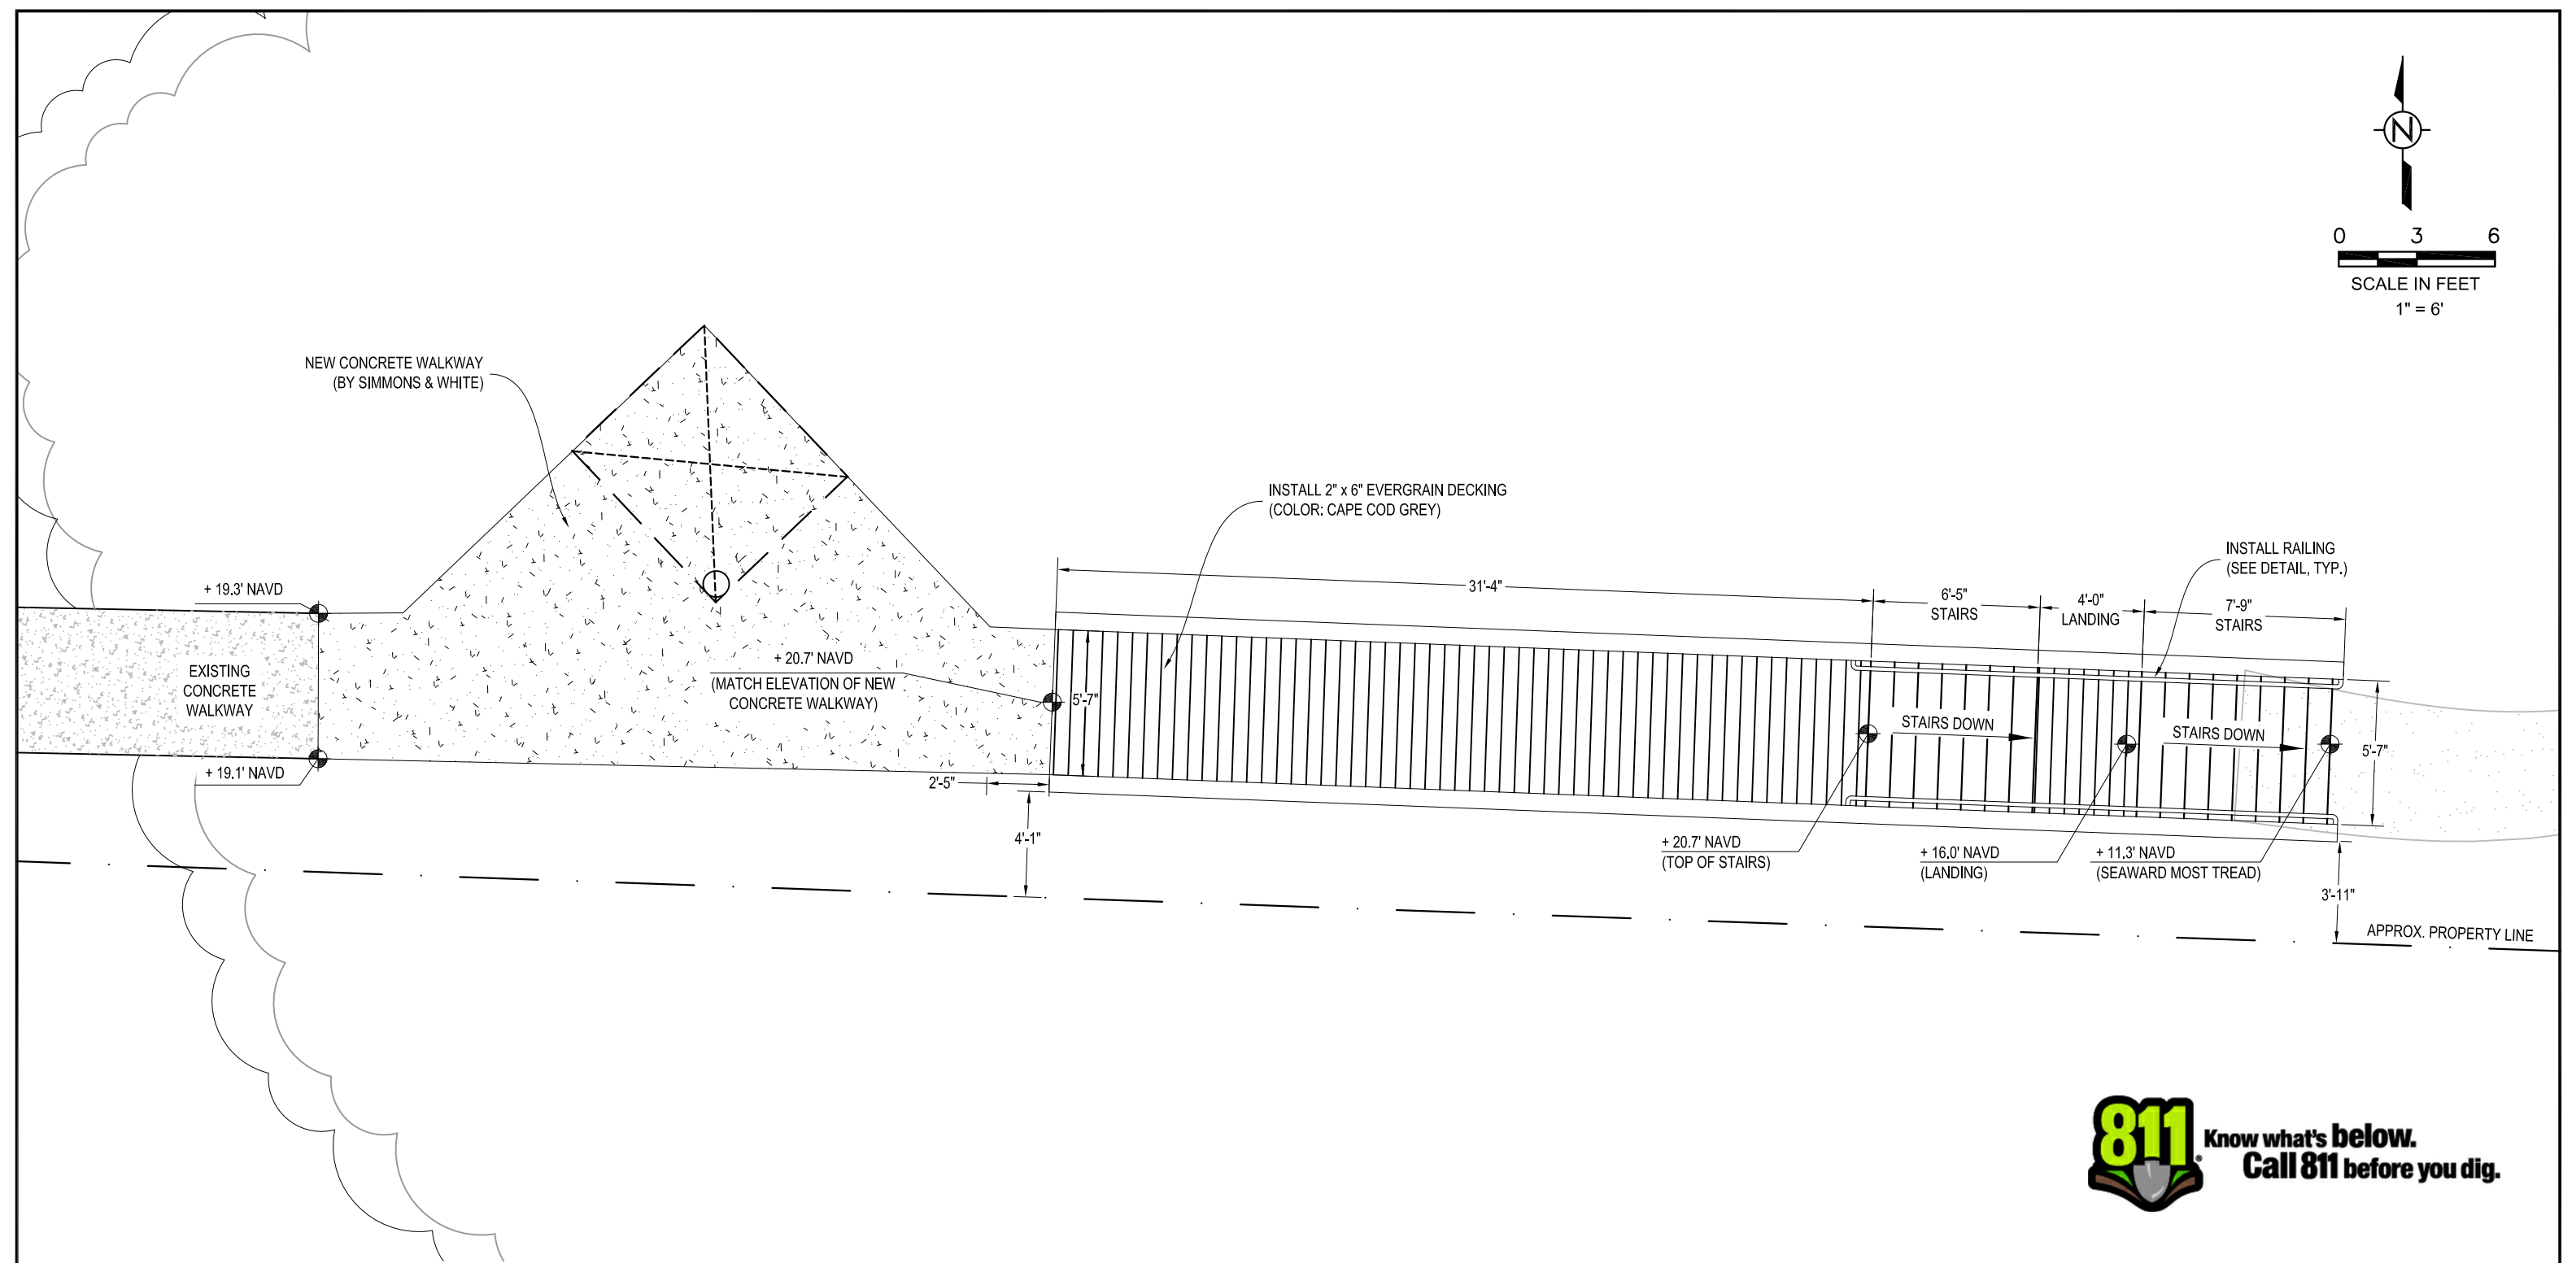 N
0 3 6
SCALE IN FEET
1" = 6'
NEW CONCRETE WALKWAY
(BY SIMMONS & WHITE)
INSTALL 2" x 6" EVERGRAIN DECKING
(COLOR: CAPE COD GREY)
INSTALL RAILING
(SEE DETAIL, TYP.)
+ 19.3' NAVD
31'-4"
6'-5"
STAIRS
4'-0"
LANDING
7'-9"
STAIRS
EXISTING
CONCRETE
WALKWAY
+ 20.7' NAVD
(MATCH ELEVATION OF NEW
CONCRETE WALKWAY)
5'-7"
STAIRS DOWN
STAIRS DOWN
5'-7"
+ 19.1' NAVD
2'-5"
4'-1"
+ 20.7' NAVD
(TOP OF STAIRS)
+ 16.0' NAVD
(LANDING)
+ 11.3' NAVD
(SEAWARD MOST TREAD)
3'-11"
APPROX. PROPERTY LINE
811®
Know what's below.
Call 811 before you dig.